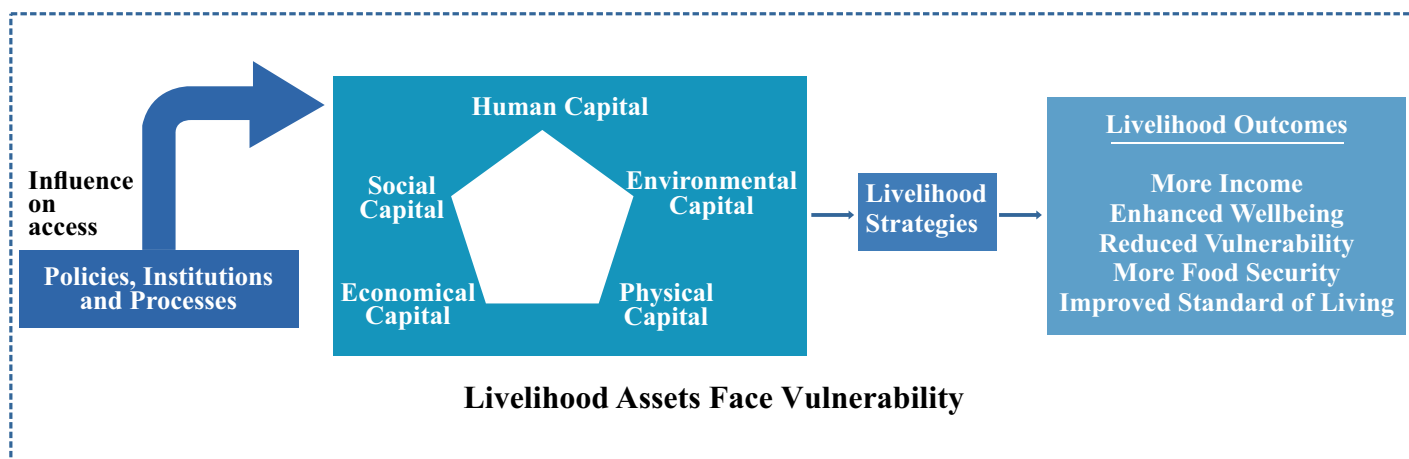 Influence
on
access
Policies, Institutions
and Processes
Human Capital
Social
Capital
Environmental
Capital
Economical
Capital
Physical
Capital
Livelihood Assets Face Vulnerability
Livelihood
Strategies
Livelihood Outcomes
More Income
Enhanced Wellbeing
Reduced Vulnerability
More Food Security
Improved Standard of Living